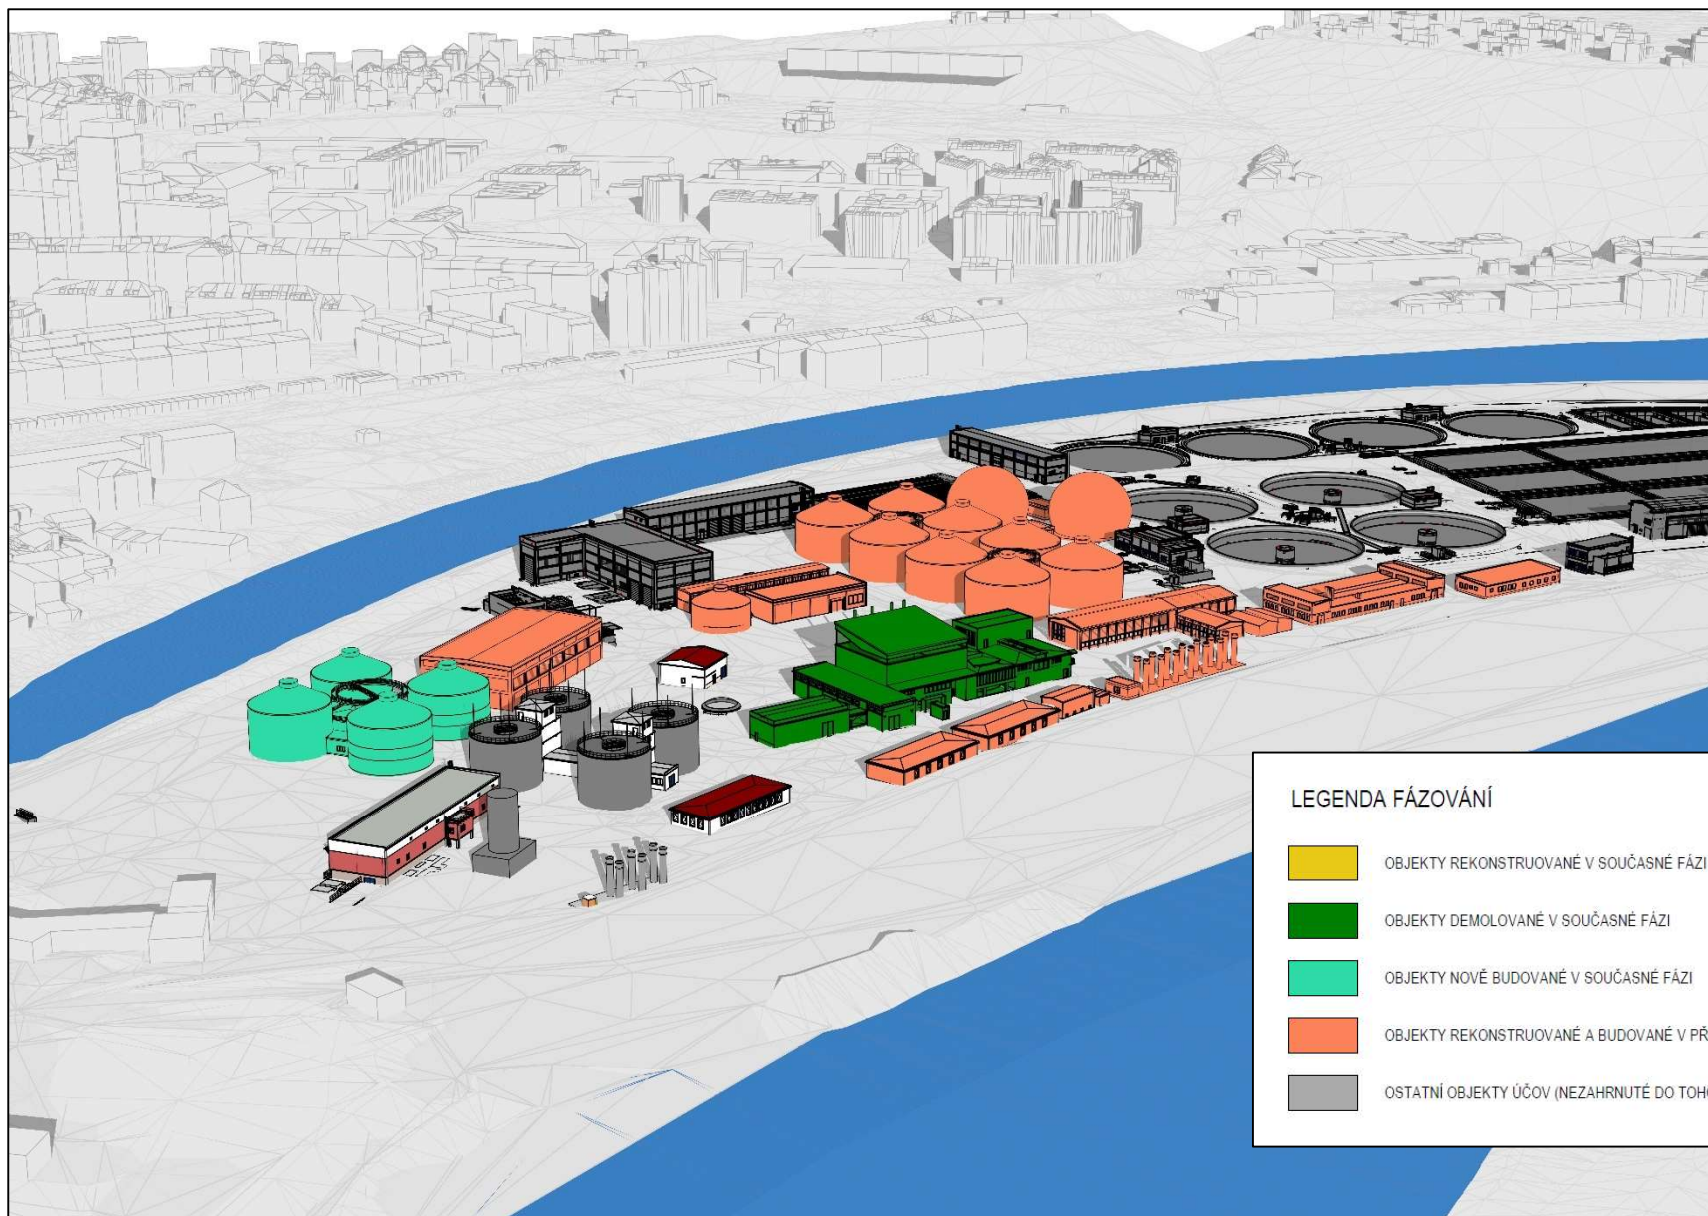 LEGENDA FÁZOVÁNÍ
OBJEKTY REKONSTRUOVANÉ V SOUČASNÉ FÁZI
OBJEKTY DEMOLOVANÉ V SOUČASNÉ FÁZI
OBJEKTY NOVĚ BUDOVANÉ V SOUČASNÉ FÁZI
OBJEKTY REKONSTRUOVANÉ A BUDOVANÉ V
OSTATNÍ OBJEKTY ÚČOV (NEZAHRNUTÉ DO